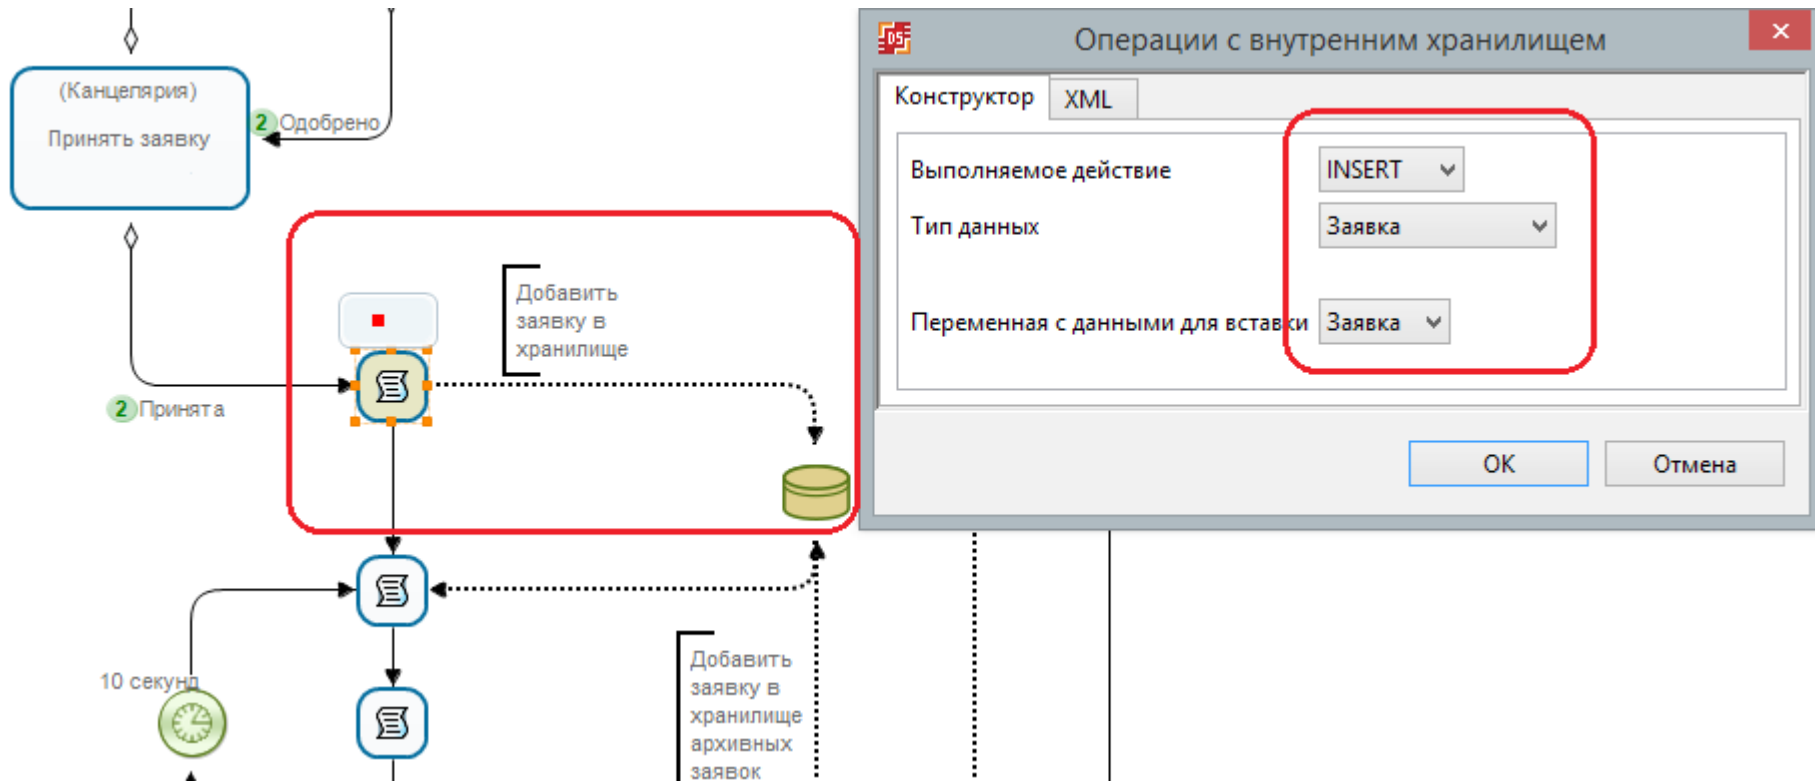 (Канцелярия)
Принять заявку
2 Одобрено
2 Принята
Добавить
заявку в
хранилище
10 секунд
Добавить
заявку в
хранилище
архивных
заявок
DS
Операции с внутренним хранилищем
Конструктор
XML
Выполняемое действие
INSERT
Тип данных
Заявка
Переменная с данными для вставки
Заявка
OK
Отмена